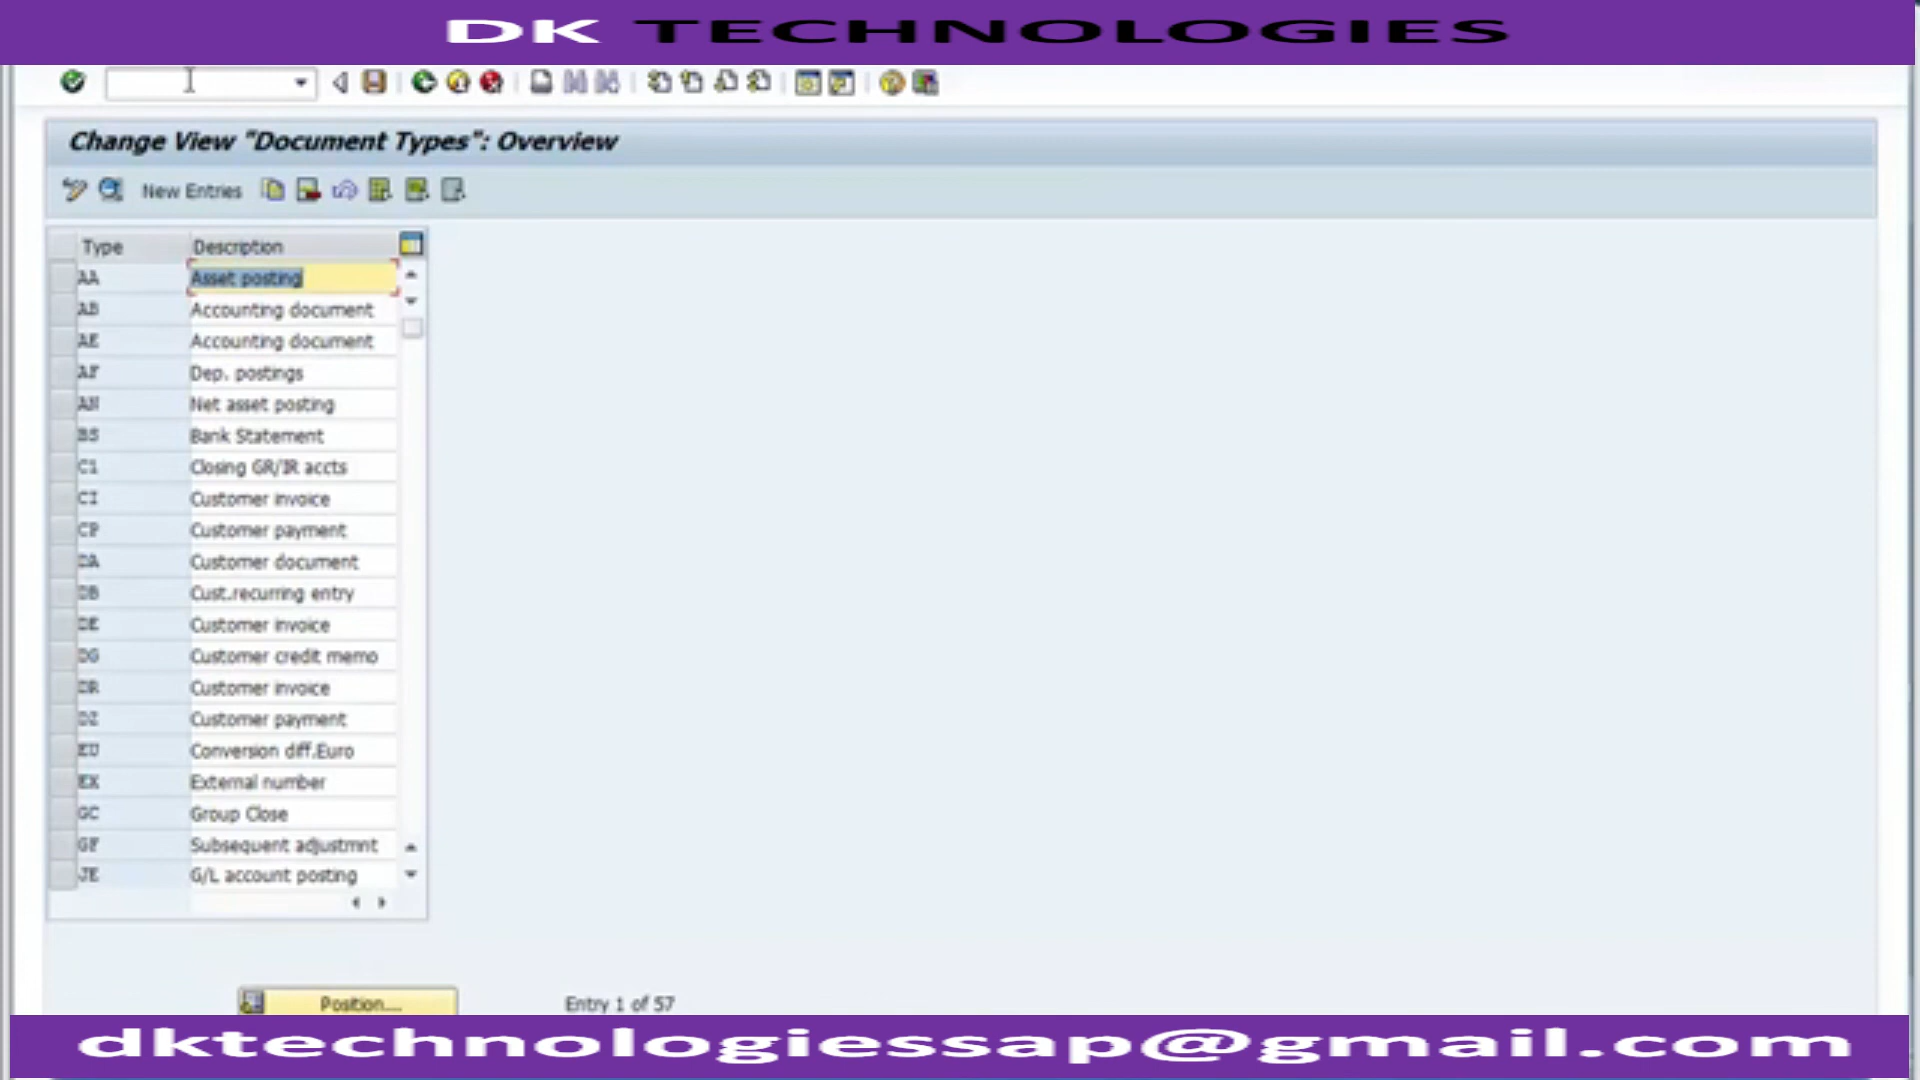 DK TECHNOLOGIES
Change View "Document Types": Overview
New Entries
Type Description
AA Asset posting
AB Accounting document
AE Accounting document
AF Dep. postings
AN Net asset posting
BS Bank Statement
C1 Closing GR/IR accts
CI Customer invoice
CP Customer payment
DA Customer document
DB Cust.recurring entry
DE Customer invoice
DG Customer credit memo
DR Customer invoice
DZ Customer payment
EU Conversion diff.Euro
EX External number
GC Group Close
GF Subsequent adjustmnt
JE G/L account posting
Position... Entry 1 of 57
dktechnologiessap@gmail.com